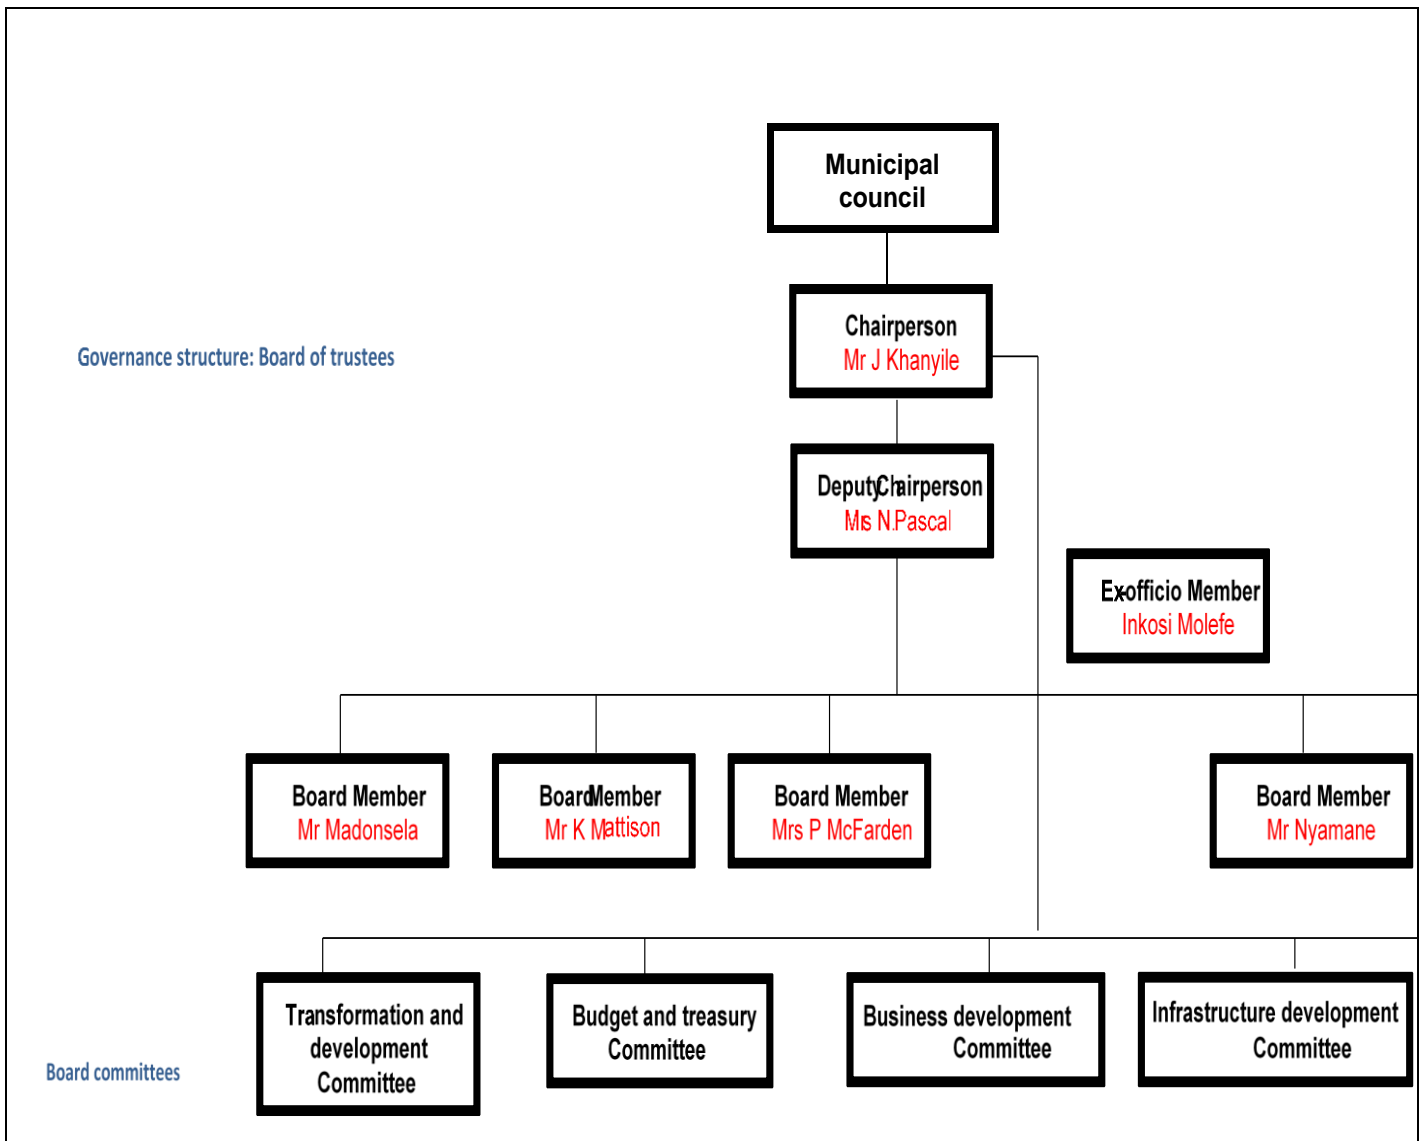 Municipal
council
Governance structure: Board of trustees
Chairperson
Mr J Khanyile
Deputy Chairperson
Mrs N.Pascal
Ex-officio Member
Inkosi Molefe
Board Member
Mr Madonsela
Board Member
Mr K Mattison
Board Member
Mrs P McFarden
Board Member
Mr Nyamane
Board committees
Transformation and
development
Committee
Budget and treasury
Committee
Business development
Committee
Infrastructure development
Committee